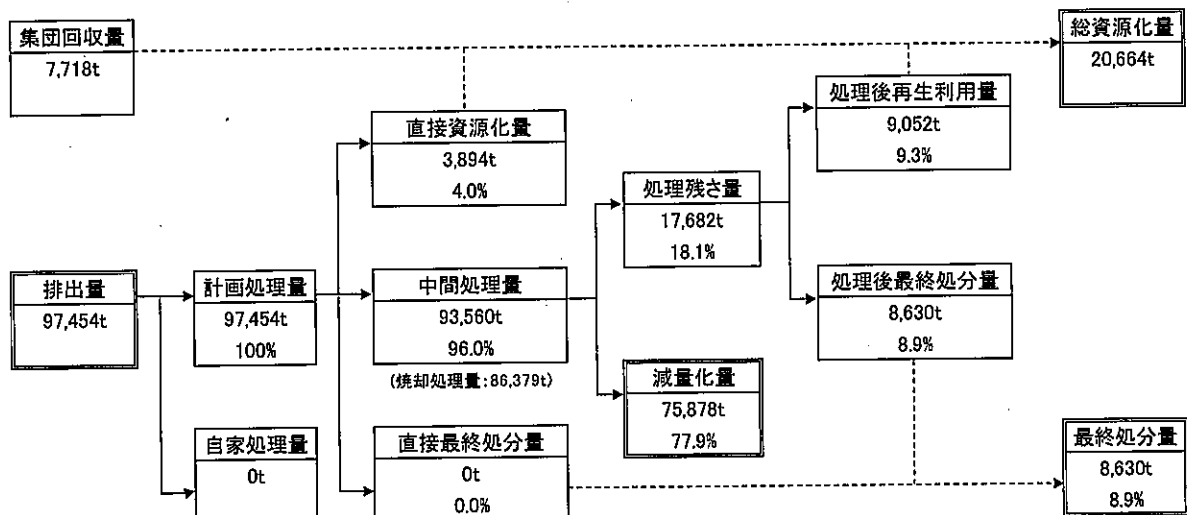 集団回収量
7,718t
総資源化量
20,664t
直接資源化量
3,894t
4.0%
処理後再生利用量
9,052t
9.3%
処理残さ量
17,682t
18.1%
排出量
97,454t
計画処理量
97,454t
100%
中間処理量
93,560t
96.0%
(焼却処理量:86,379t)
処理後最終処分量
8,630t
8.9%
減量化量
75,878t
77.9%
自家処理量
0t
直接最終処分量
0t
0.0%
最終処分量
8,630t
8.9%